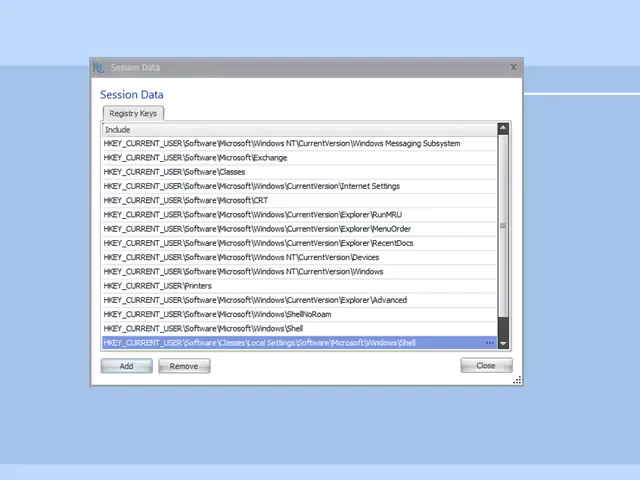 Session Data
x
Session Data
Registry Keys
Include
HKEY_CURRENT_USER\Software\Microsoft\Windows NT\CurrentVersion\Windows Messaging Subsystem
HKEY_CURRENT_USER\Software\Microsoft\Exchange
HKEY_CURRENT_USER\Software\Classes
HKEY_CURRENT_USER\Software\Microsoft\Windows\CurrentVersion\Internet Settings
HKEY_CURRENT_USER\Software\Microsoft\CRT
HKEY_CURRENT_USER\Software\Microsoft\Windows\CurrentVersion\Explorer\RunMRU
HKEY_CURRENT_USER\Software\Microsoft\Windows\CurrentVersion\Explorer\MenuOrder
HKEY_CURRENT_USER\Software\Microsoft\Windows\CurrentVersion\Explorer\RecentDocs
HKEY_CURRENT_USER\Software\Microsoft\Windows NT\CurrentVersion\Devices
HKEY_CURRENT_USER\Software\Microsoft\Windows NT\CurrentVersion\Windows
HKEY_CURRENT_USER\Printers
HKEY_CURRENT_USER\Software\Microsoft\Windows\CurrentVersion\Explorer\Advanced
HKEY_CURRENT_USER\Software\Microsoft\Windows\ShellNoRoam
HKEY_CURRENT_USER\Software\Microsoft\Windows\Shell
HKEY_CURRENT_USER\Software\Classes\Local Settings\Software\Microsoft\Windows\Shell ...
Add Remove Close